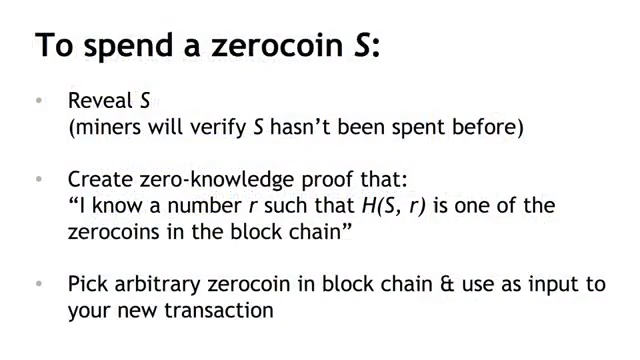 To spend a zerocoin S:
• Reveal S
(miners will verify S hasn't been spent before)
• Create zero-knowledge proof that:
“I know a number r such that H(S, r) is one of the
zerocoins in the block chain”
• Pick arbitrary zerocoin in block chain & use as input to
your new transaction